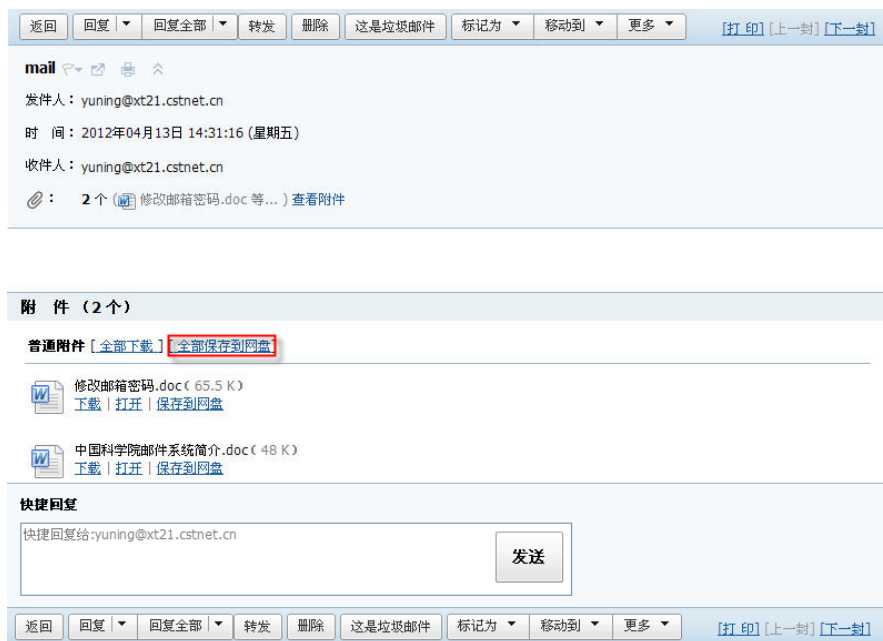 返回 回复 回复全部 转发 删除 这是垃圾邮件 标记为 移动到 更多 [打 印] [上一封] [下一封]
mail
发件人：yuning@xt21.cstnet.cn
时 间：2012年04月13日 14:31:16 (星期五)
收件人：yuning@xt21.cstnet.cn
： 2 个 (修改邮箱密码.doc 等... ) 查看附件
附 件 (2 个)
普通附件 [ 全部下载 ] [ 全部保存到网盘]
修改邮箱密码.doc( 65.5 K)
下载 | 打开 | 保存到网盘
中国科学院邮件系统简介.doc( 48 K)
下载 | 打开 | 保存到网盘
快捷回复
快捷回复给:yuning@xt21.cstnet.cn
发送
返回 回复 回复全部 转发 删除 这是垃圾邮件 标记为 移动到 更多 [打 印] [上一封] [下一封]